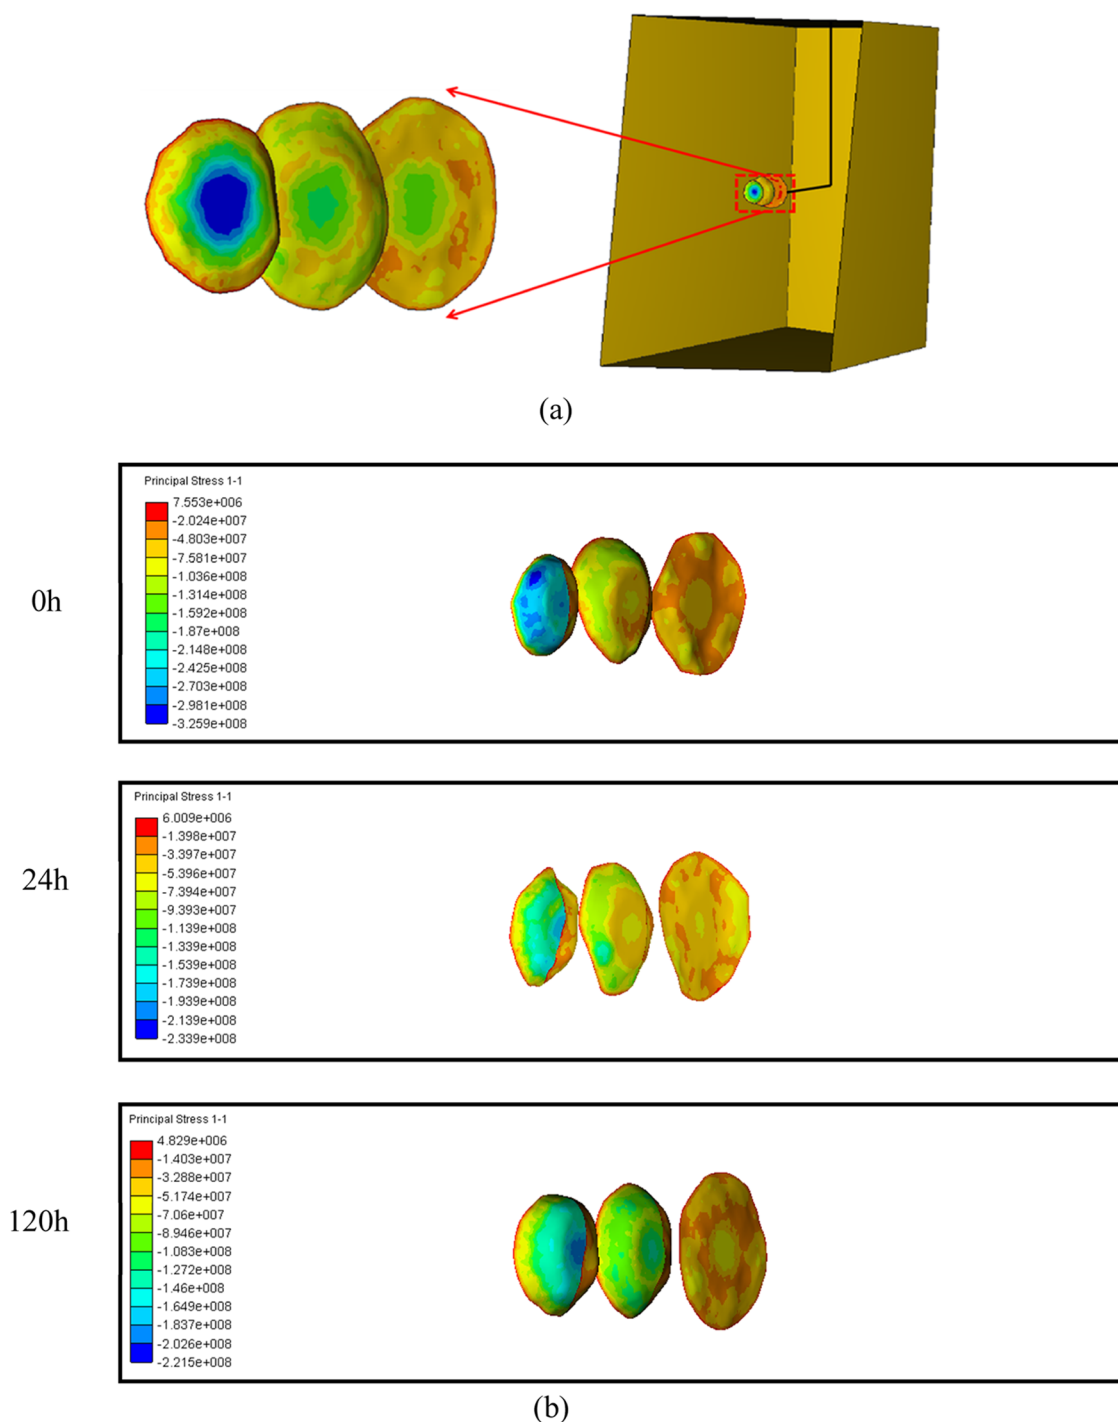 (a)
0h
Principal Stress 1-1
7.553e+006
-2.024e+007
-4.803e+007
-7.581e+007
-1.036e+008
-1.314e+008
-1.592e+008
-1.87e+008
-2.148e+008
-2.425e+008
-2.703e+008
-2.981e+008
-3.259e+008
24h
Principal Stress 1-1
6.009e+006
-1.398e+007
-3.397e+007
-5.396e+007
-7.394e+007
-9.393e+007
-1.139e+008
-1.339e+008
-1.539e+008
-1.739e+008
-1.939e+008
-2.139e+008
-2.339e+008
120h
Principal Stress 1-1
4.829e+006
-1.403e+007
-3.288e+007
-5.174e+007
-7.06e+007
-8.946e+007
-1.083e+008
-1.272e+008
-1.46e+008
-1.649e+008
-1.837e+008
-2.026e+008
-2.215e+008
(b)